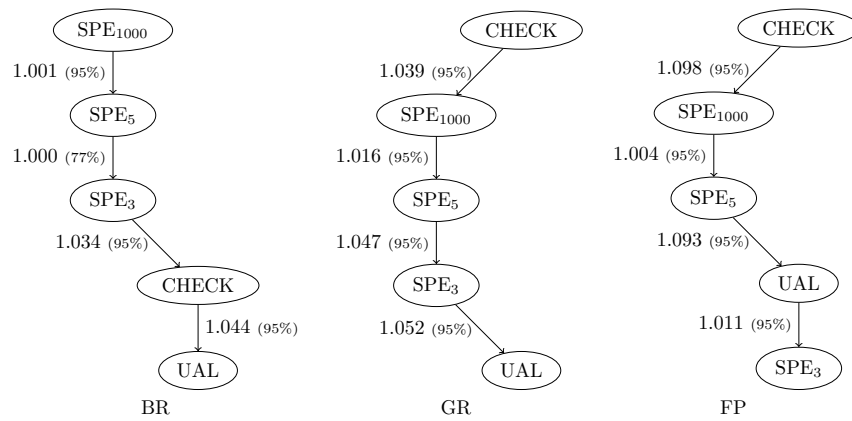 SPE1000
1.001 (95%)
SPE5
1.000 (77%)
SPE3
1.034 (95%)
CHECK
1.044 (95%)
UAL
BR
CHECK
1.039 (95%)
SPE1000
1.016 (95%)
SPE5
1.047 (95%)
SPE3
1.052 (95%)
UAL
GR
CHECK
1.098 (95%)
SPE1000
1.004 (95%)
SPE5
1.093 (95%)
UAL
1.011 (95%)
SPE3
FP